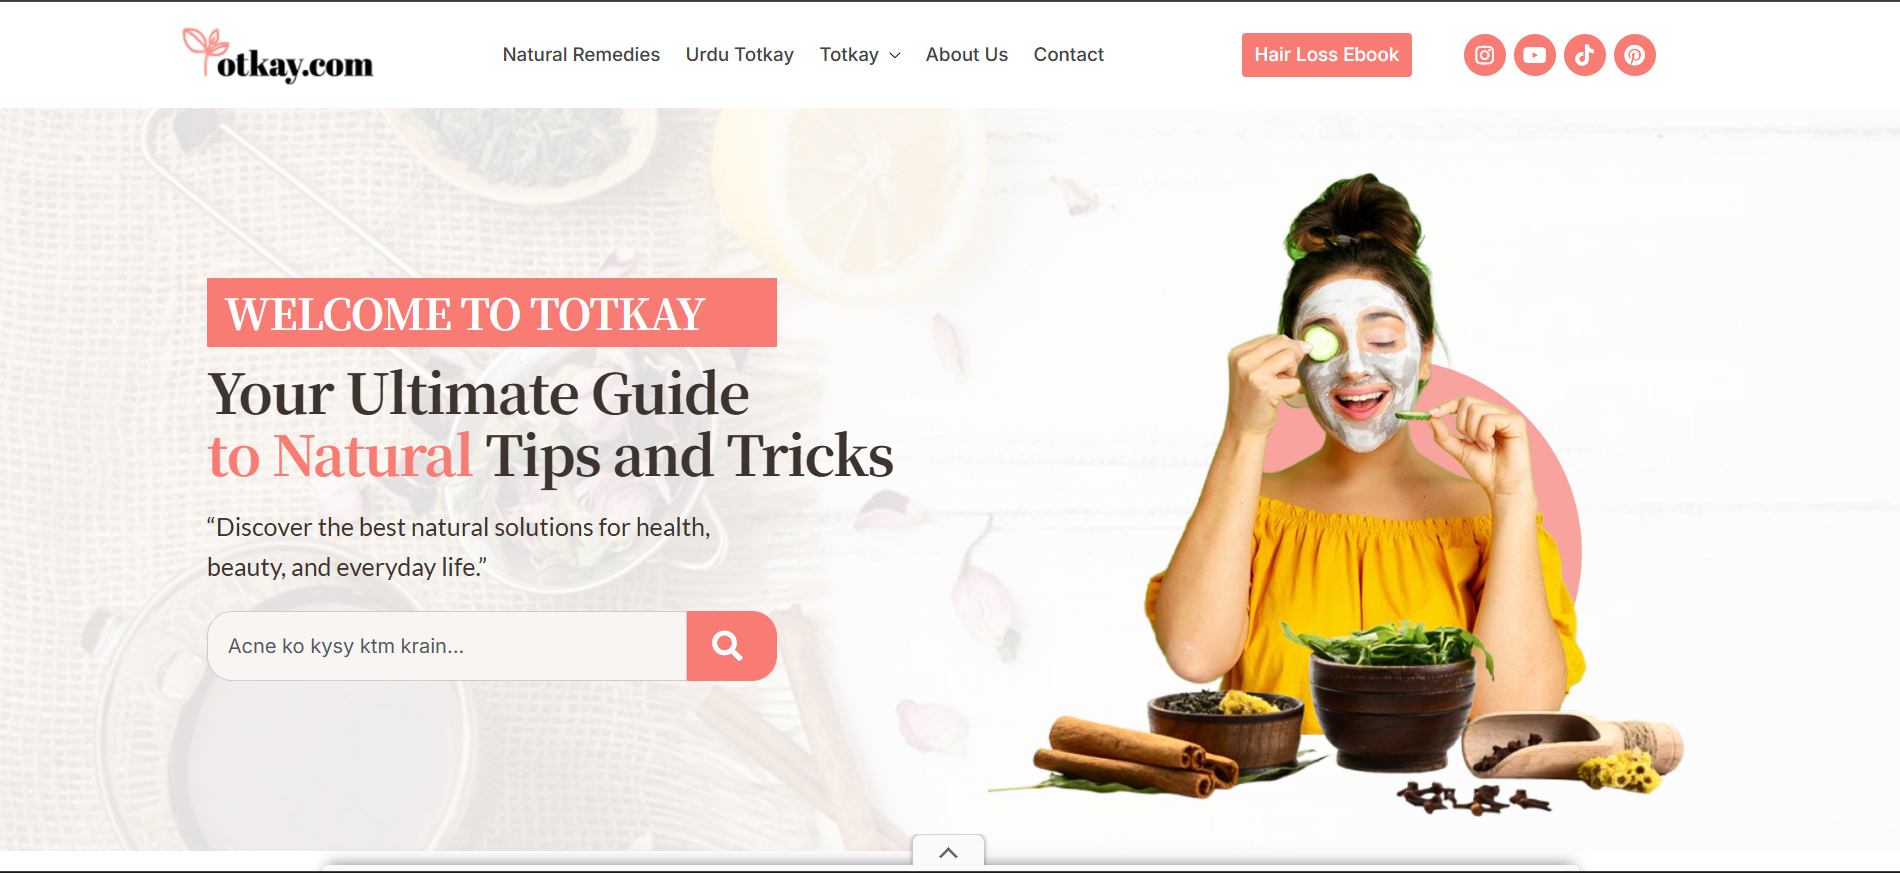 otkay.com
Natural Remedies
Urdu Totkay
Totkay
About Us
Contact
Hair Loss Ebook
WELCOME TO TOTKAY
Your Ultimate Guide
to Natural Tips and Tricks
“Discover the best natural solutions for health,
beauty, and everyday life.”
Acne ko kysy ktm krain...